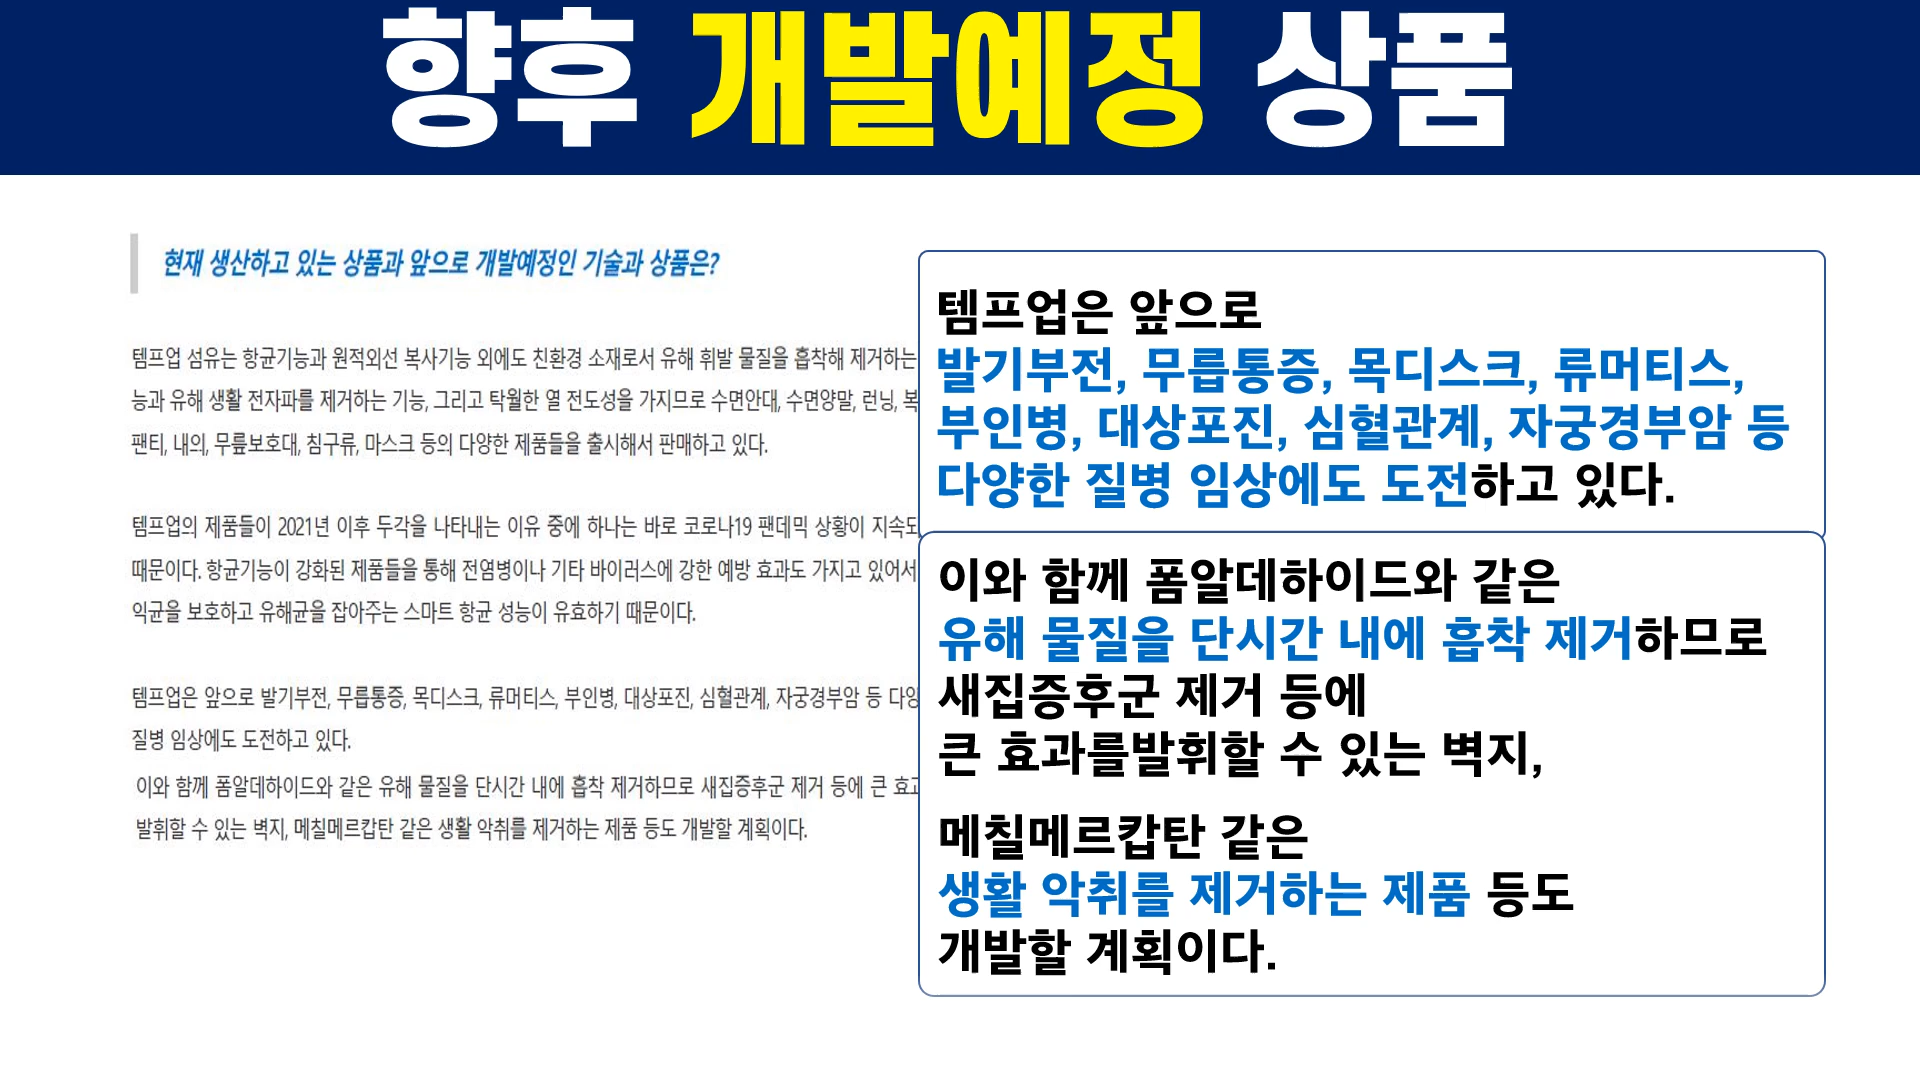 향후 개발예정 상품
현재 생산하고 있는 상품과 앞으로 개발예정인 기술과 상품은?
템프업 섬유는 항균기능과 원적외선 복사기능 외에도 친환경 소재로서 유해 휘발 물질을 흡착해 제거하는
능과 유해 생활 전자파를 제거하는 기능, 그리고 탁월한 열 전도성을 가지므로 수면안대, 수면양말, 런닝, 복
팬티, 내의, 무릎보호대, 침구류, 마스크 등의 다양한 제품들을 출시해서 판매하고 있다.
템프업의 제품들이 2021년 이후 두각을 나타내는 이유 중에 하나는 바로 코로나19 팬데믹 상황이 지속되
때문이다. 항균기능이 강화된 제품들을 통해 전염병이나 기타 바이러스에 강한 예방 효과도 가지고 있어서
익균을 보호하고 유해균을 잡아주는 스마트 항균 성능이 유효하기 때문이다.
템프업은 앞으로 발기부전, 무릅통증, 목디스크, 류머티스, 부인병, 대상포진, 심혈관계, 자궁경부암 등 다양
질병 임상에도 도전하고 있다.
이와 함께 폼알데하이드와 같은 유해 물질을 단시간 내에 흡착 제거하므로 새집증후군 제거 등에 큰 효과
발휘할 수 있는 벽지, 메칠메르캅탄 같은 생활 악취를 제거하는 제품 등도 개발할 계획이다.
템프업은 앞으로
발기부전, 무릅통증, 목디스크, 류머티스,
부인병, 대상포진, 심혈관계, 자궁경부암 등
다양한 질병 임상에도 도전하고 있다.
이와 함께 폼알데하이드와 같은
유해 물질을 단시간 내에 흡착 제거하므로
새집증후군 제거 등에
큰 효과를발휘할 수 있는 벽지,
메칠메르캅탄 같은
생활 악취를 제거하는 제품 등도
개발할 계획이다.